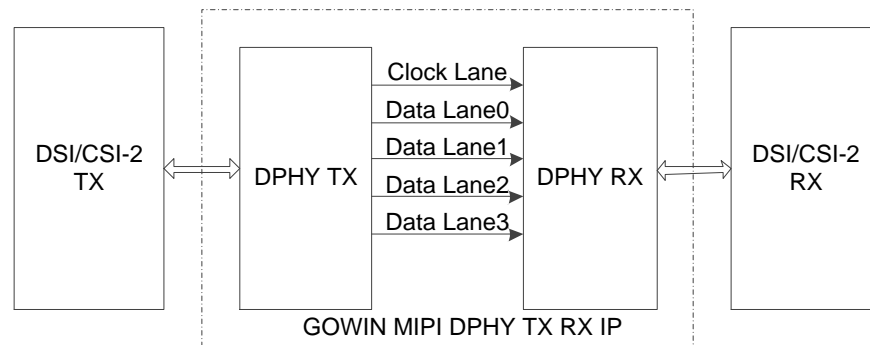 DSI/CSI-2
TX
DPHY TX
Clock Lane
Data Lane0
Data Lane1
Data Lane2
Data Lane3
DPHY RX
DSI/CSI-2
RX
GOWIN MIPI DPHY TX RX IP